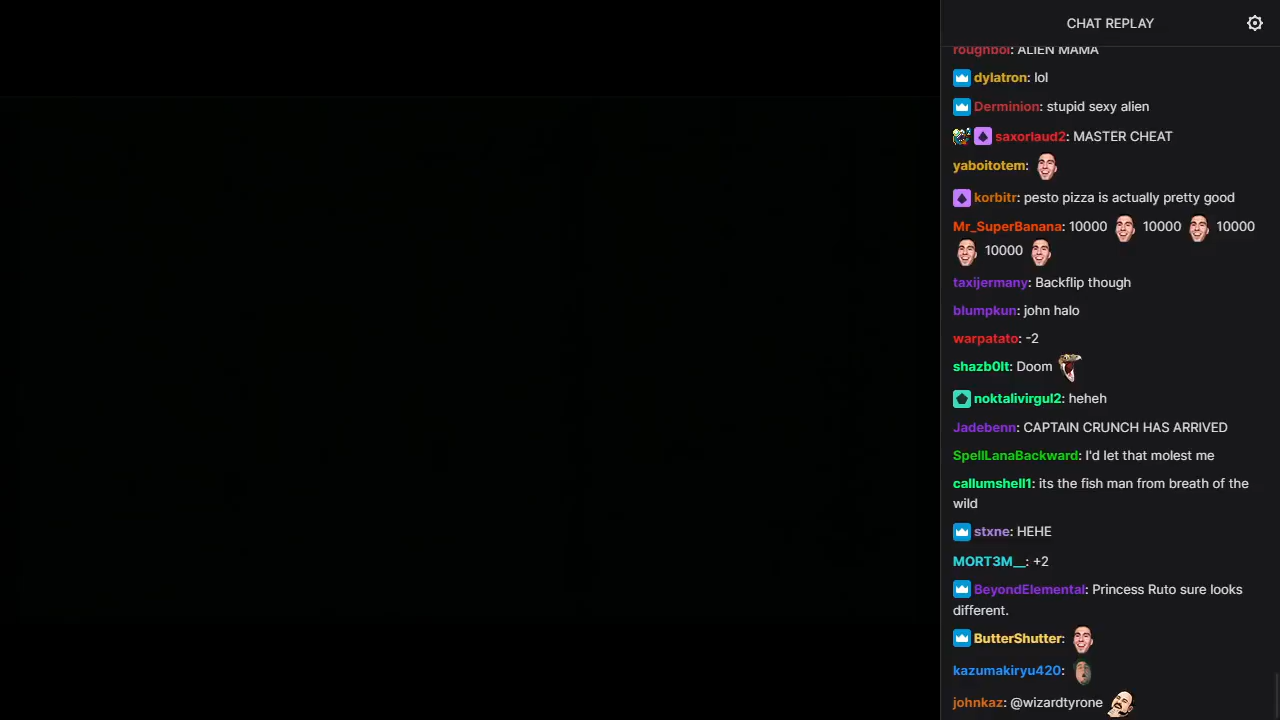 CHAT REPLAY
roughboi: ALIEN MAMA
dylatron: lol
Derminion: stupid sexy alien
saxorlaud2: MASTER CHEAT
yaboitotem:
korbitr: pesto pizza is actually pretty good
Mr_SuperBanana: 10000 10000 10000
10000
taxijermany: Backflip though
blumpkun: john halo
warpatato: -2
shazb0lt: Doom
noktalivirgul2: heheh
Jadebenn: CAPTAIN CRUNCH HAS ARRIVED
SpellLanaBackward: I'd let that molest me
callumshell1: its the fish man from breath of the
wild
stxne: HEHE
MORT3M__: +2
BeyondElemental: Princess Ruto sure looks
different.
ButterShutter:
kazumakiryu420:
johnkaz: @wizardtyrone